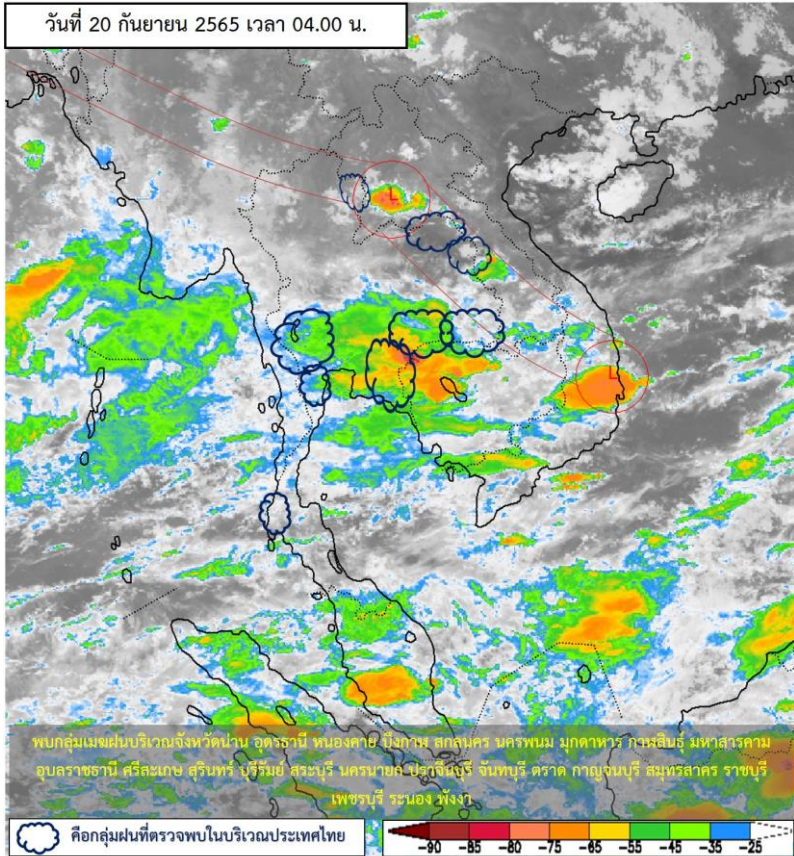 วันที่ 20 กันยายน 2565 เวลา 04.00 น.
L
L
พบกลุ่มเมฆฝนบริเวณจังหวัดน่าน อุดรธานี หนองคาย บึงกาฬ สกลนคร นครพนม มุกดาหาร กาฬสินธุ์ มหาสารคาม
อุบลราชธานี ศรีสะเกษ สุรินทร์ บุรีรัมย์ สระบุรี นครนายก ปราจีนบุรี จันทบุรี ตราด กาญจนบุรี สมุทรสาคร ราชบุรี
เพชรบุรี ระนอง พังงา
คือกลุ่มฝนที่ตรวจพบในบริเวณประเทศไทย
-90 -85 -80 -75 -65 -55 -45 -35 -25